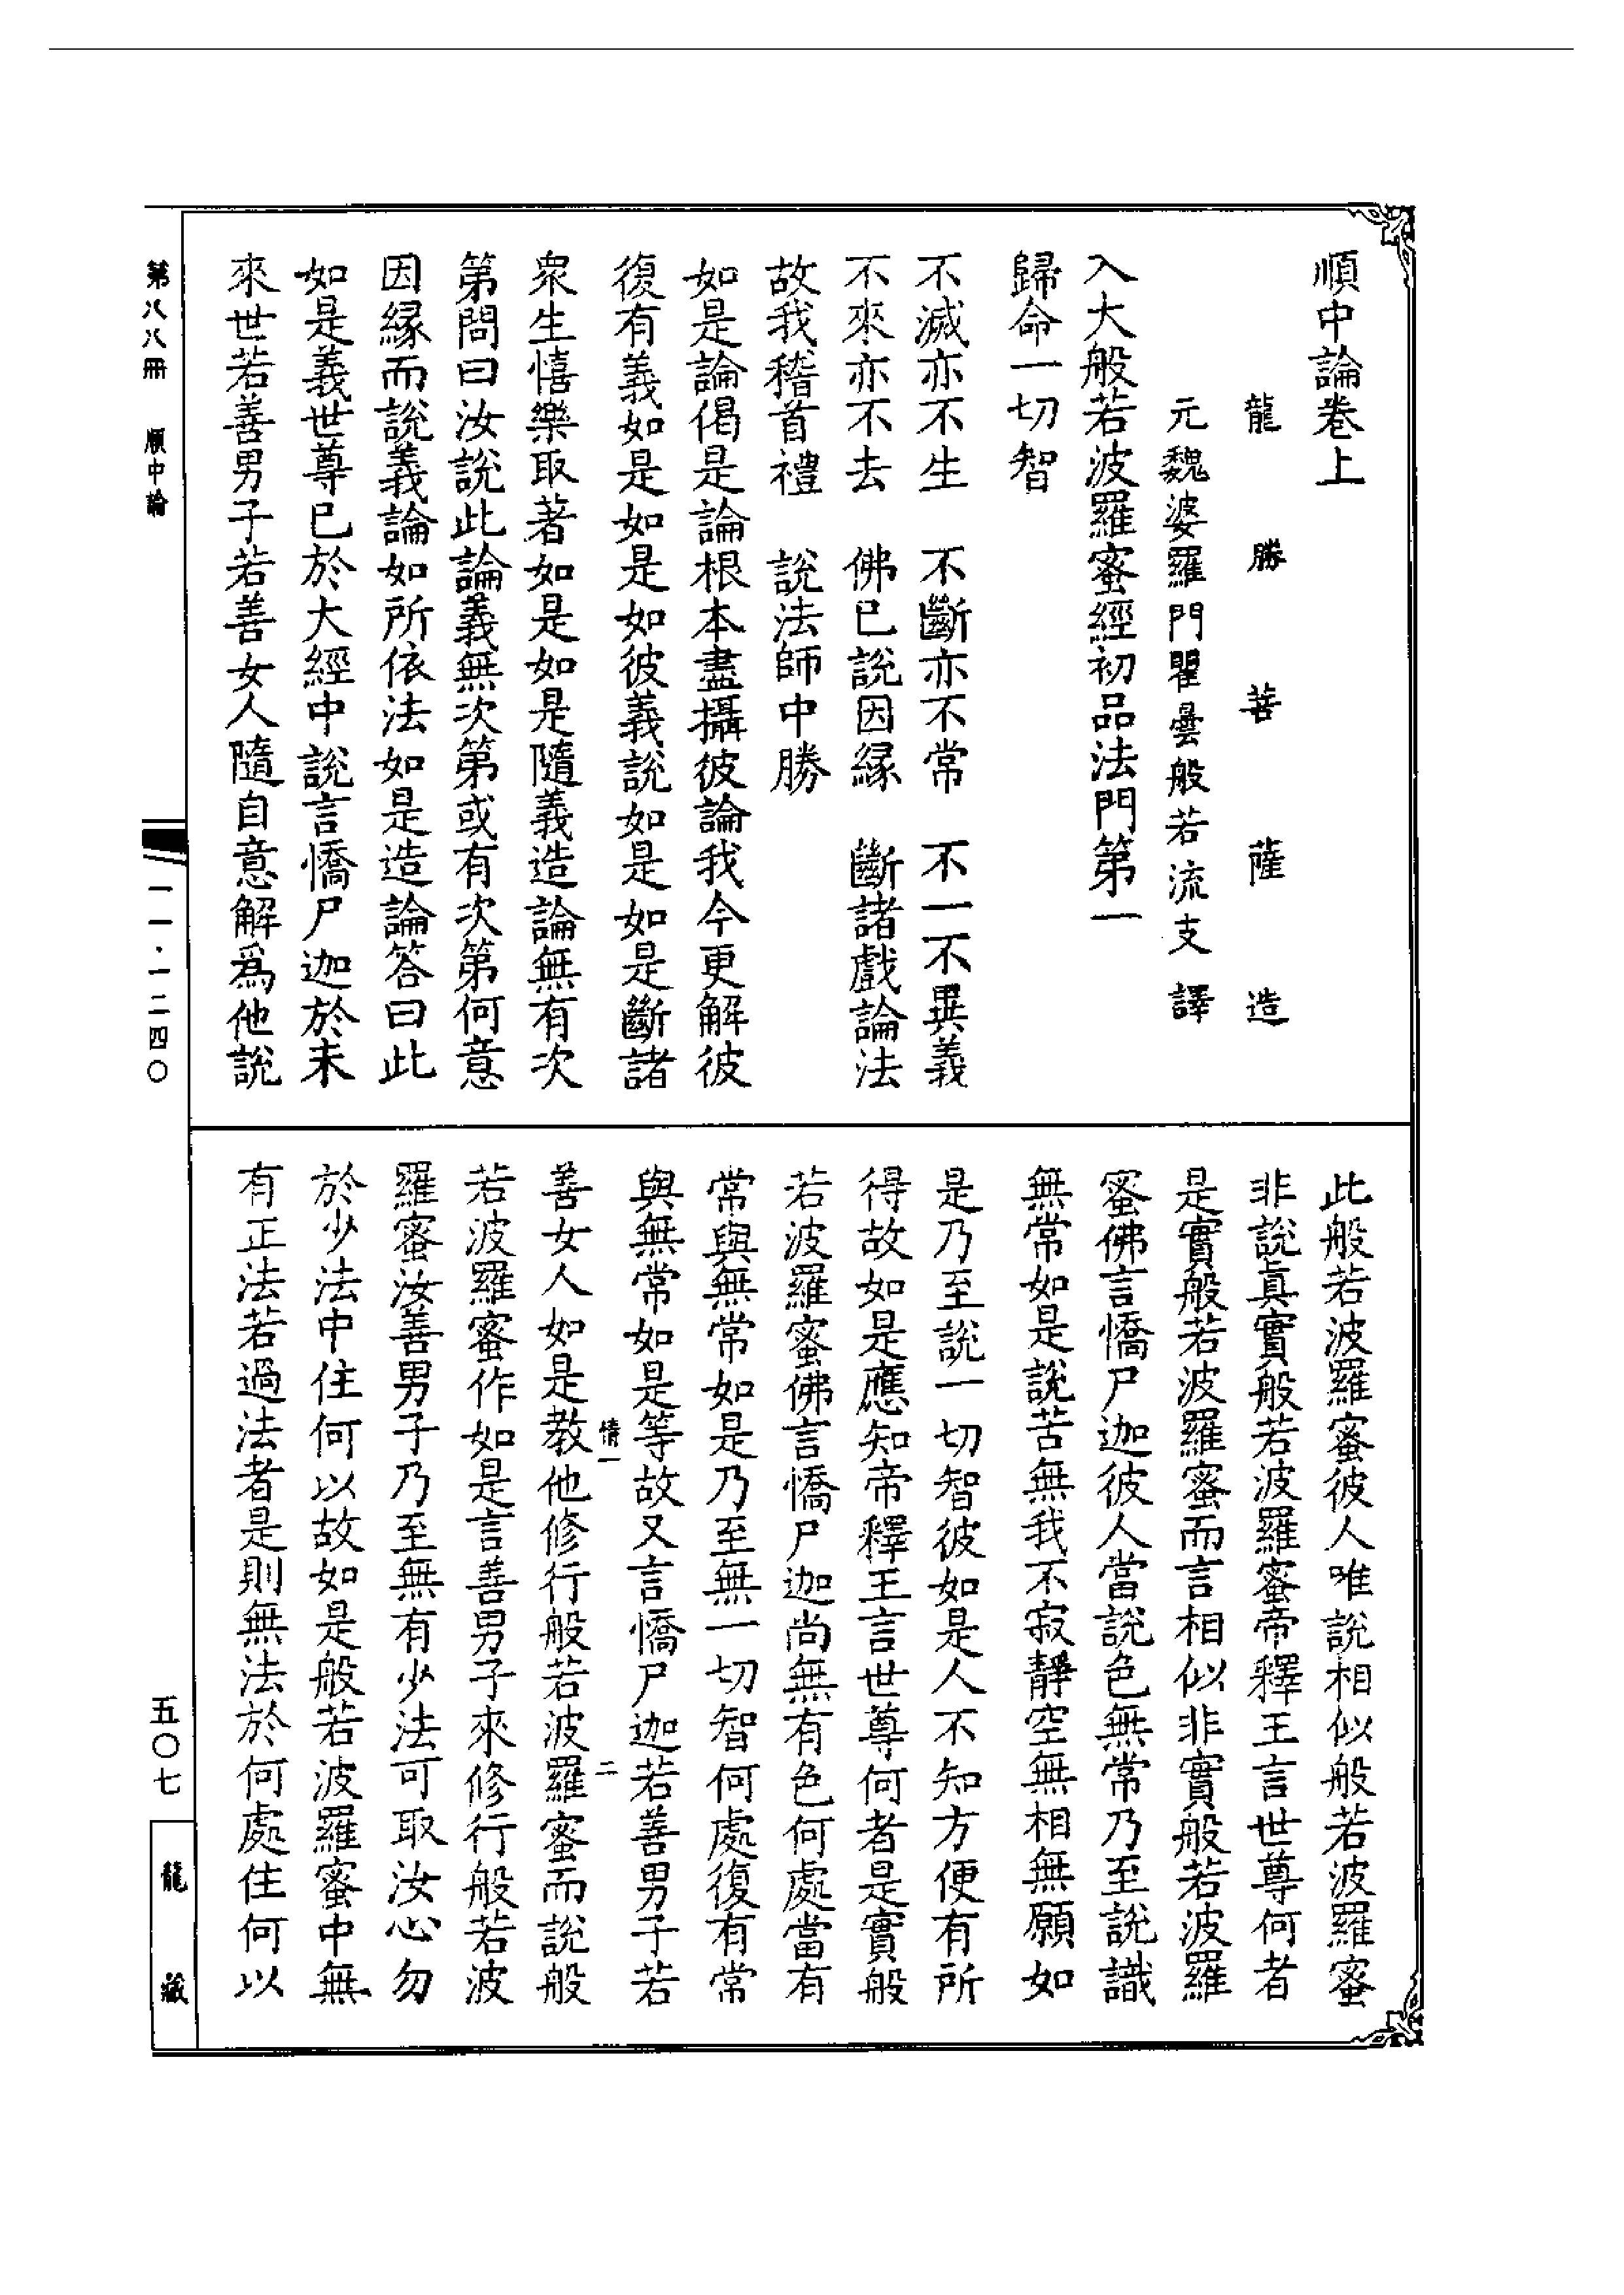 順中論卷上
龍勝菩薩造
元魏婆羅門瞿曇般若流支譯
入大般若波羅蜜經初品法門第一
歸命一切智
不滅亦不生　不斷亦不常　不一不異義
不來亦不去　佛已說因緣　斷諸戲論法
故我稽首禮　說法師中勝
如是論偈是論根本盡攝彼論我今更解彼
復有義如是如是如彼義說如是如是斷諸
衆生憘樂取著如是如是隨義造論無有次
第問曰汝說此論義無次第或有次第何意
因緣而說義論如所依法如是造論答曰此
如是義世尊已於大經中說言憍尸迦於未
來世若善男子若善女人隨自意解爲他說
此般若波羅蜜彼人唯說相似般若波羅蜜
非說眞實般若波羅蜜帝釋王言世尊何者
是實般若波羅蜜而言相似非實般若波羅
蜜佛言憍尸迦彼人當說色無常乃至說識
無常如是說苦無我不寂靜空無相無願如
是乃至說一切智彼如是人不知方便有所
得故如是應知帝釋王言世尊何者是實般
若波羅蜜佛言憍尸迦尚無有色何處當有
常與無常如是乃至無一切智何處復有常
與無常如是等故又言憍尸迦若善男子若
情一　二
善女人如是教他修行般若波羅蜜而說般
若波羅蜜作如是言善男子來修行般若波
羅蜜汝善男子乃至無有少法可取汝心勿
於少法中住何以故如是般若波羅蜜中無
有正法若過法者是則無法於何處住何以
第八八冊　順中論
一一·一二四〇
五〇七
龍藏